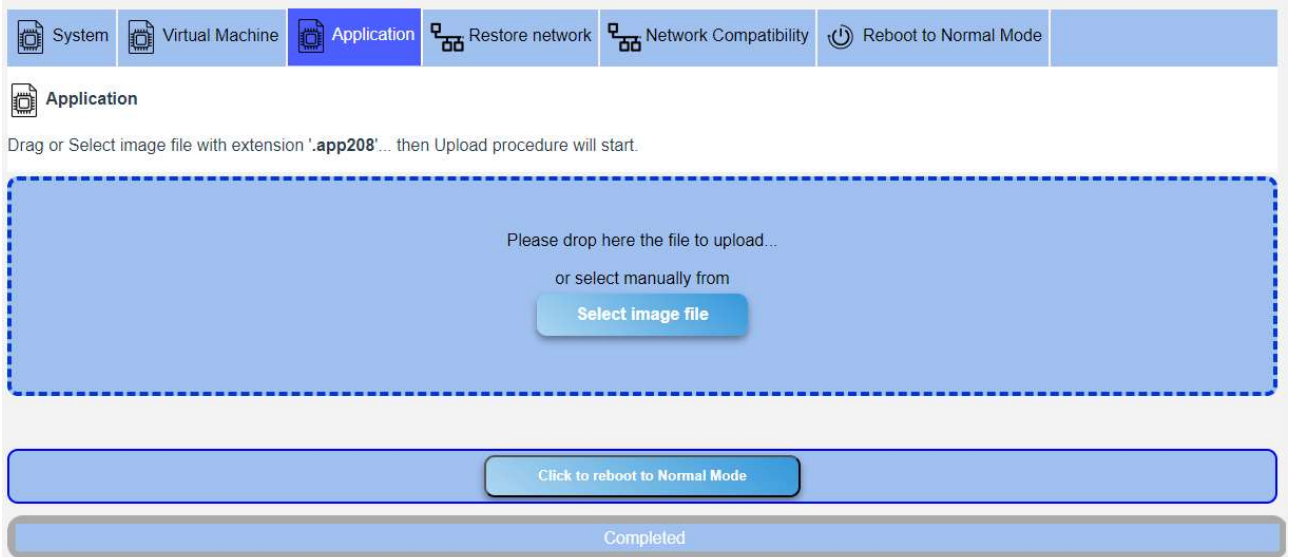 System Virtual Machine Application Restore network Network Compatibility Reboot to Normal Mode
Application
Drag or Select image file with extension '.app208'... then Upload procedure will start.
Please drop here the file to upload...
or select manually from
Select image file
Click to reboot to Normal Mode
Completed